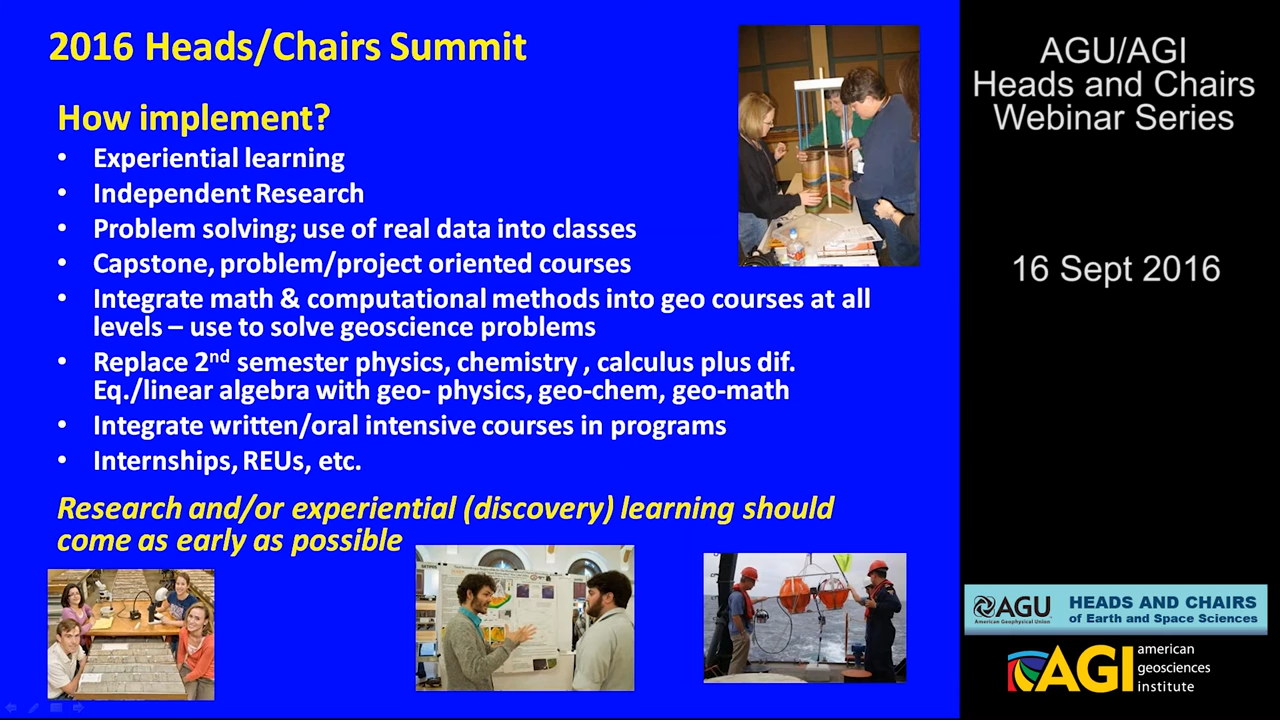 2016 Heads/Chairs Summit
How implement?
• Experiential learning
• Independent Research
• Problem solving; use of real data into classes
• Capstone, problem/project oriented courses
• Integrate math & computational methods into geo courses at all
levels – use to solve geoscience problems
• Replace 2nd semester physics, chemistry , calculus plus dif.
Eq./linear algebra with geo- physics, geo-chem, geo-math
• Integrate written/oral intensive courses in programs
• Internships, REUs, etc.
Research and/or experiential (discovery) learning should
come as early as possible
AGU/AGI
Heads and Chairs
Webinar Series
16 Sept 2016
AGU
American Geophysical Union
HEADS AND CHAIRS
of Earth and Space Sciences
AGI
american
geosciences
institute